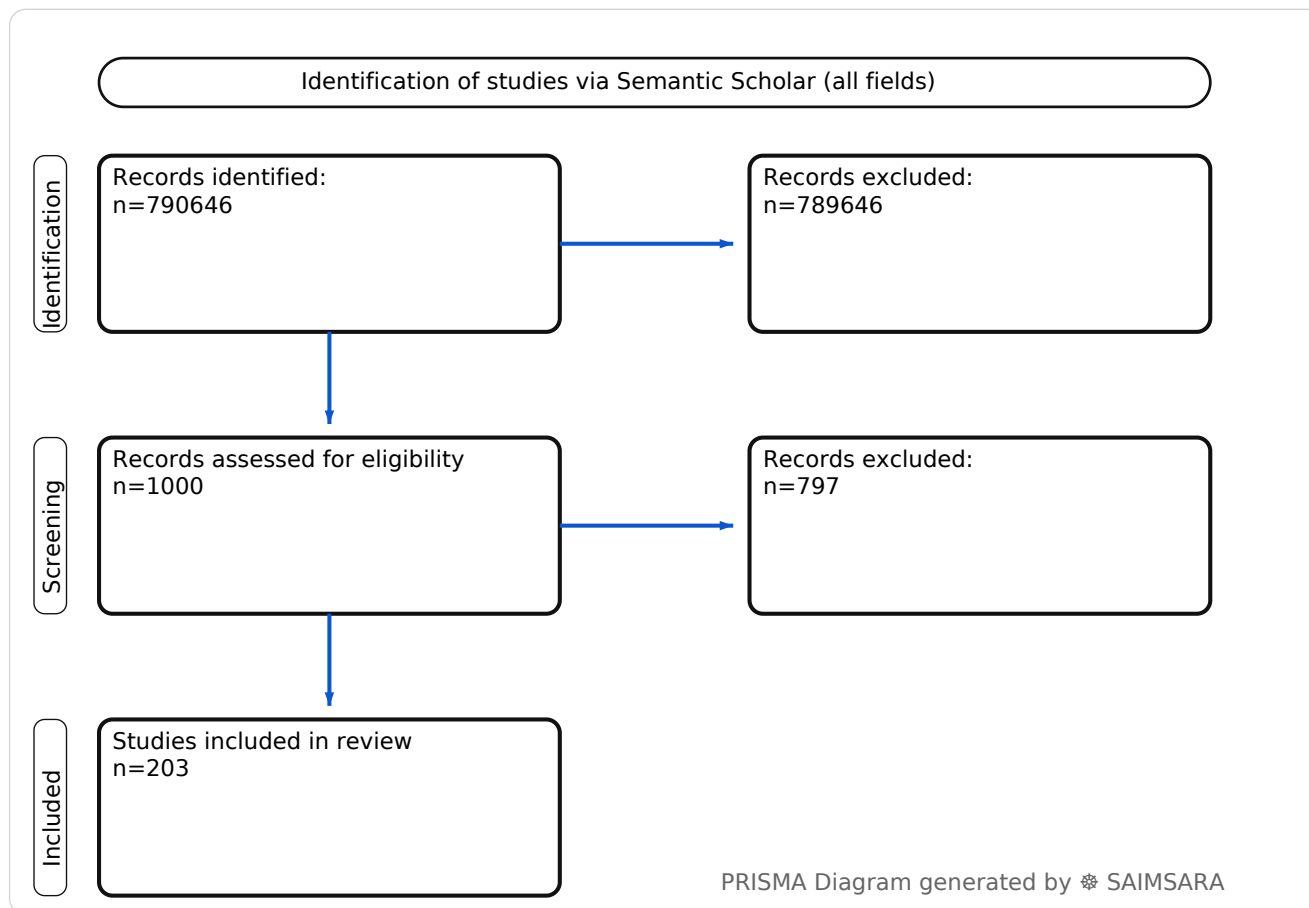 Identification of studies via Semantic Scholar (all fields)
Identification
Records identified:
n=790646
Records excluded:
n=789646
Screening
Records assessed for eligibility
n=1000
Records excluded:
n=797
Included
Studies included in review
n=203
PRISMA Diagram generated by ☸ SAIMSARA